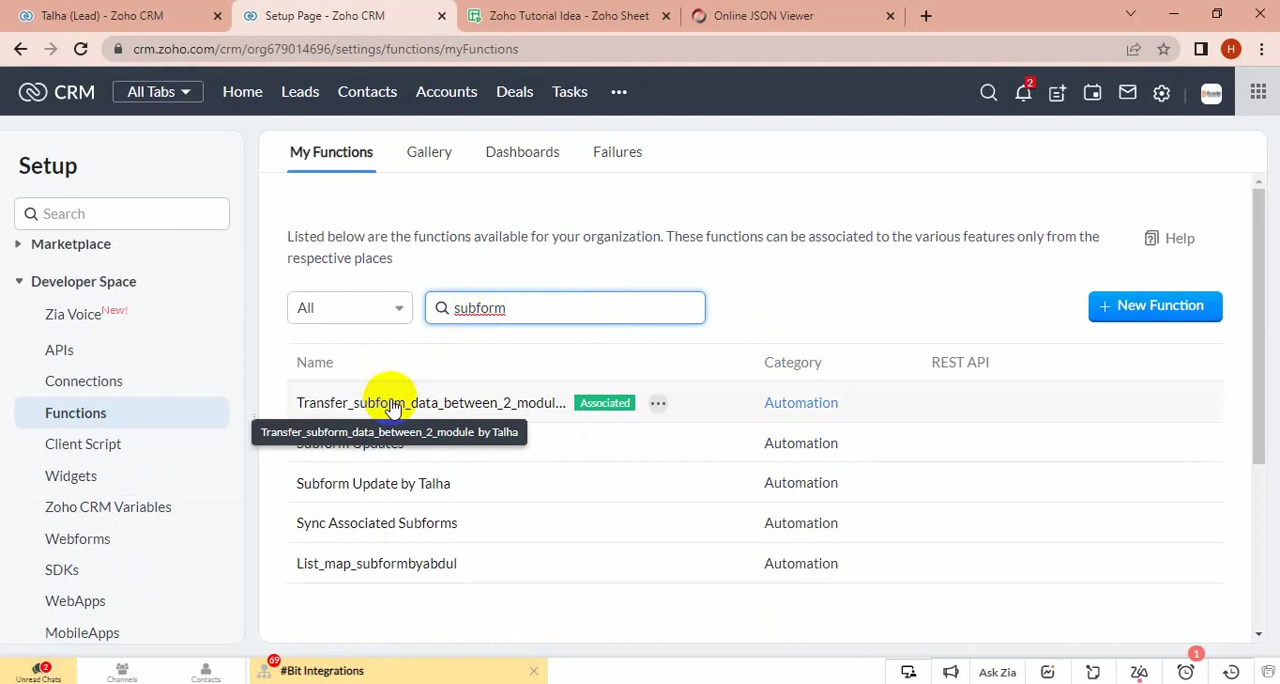 Talha (Lead) - Zoho CRM
Setup Page - Zoho CRM
Zoho Tutorial Idea - Zoho Sheet
Online JSON Viewer
crm.zoho.com/crm/org679014696/settings/functions/myFunctions
H
CRM
All Tabs
Home
Leads
Contacts
Accounts
Deals
Tasks
2
Setup
Search
Marketplace
Developer Space
Zia Voice New!
APIs
Connections
Functions
Client Script
Widgets
Zoho CRM Variables
Webforms
SDKs
WebApps
MobileApps
My Functions
Gallery
Dashboards
Failures
Listed below are the functions available for your organization. These functions can be associated to the various features only from the
respective places
Help
All
subform
New Function
Name
Category
REST API
Transfer_subform_data_between_2_modul...
Associated
Automation
Transfer_subform_data_between_2_module by Talha
Subform Updates
Automation
Subform Update by Talha
Automation
Sync Associated Subforms
Automation
List_map_subformbyabdul
Automation
2
Unread Chats
Channels
Contacts
69
#Bit Integrations
Ask Zia
1